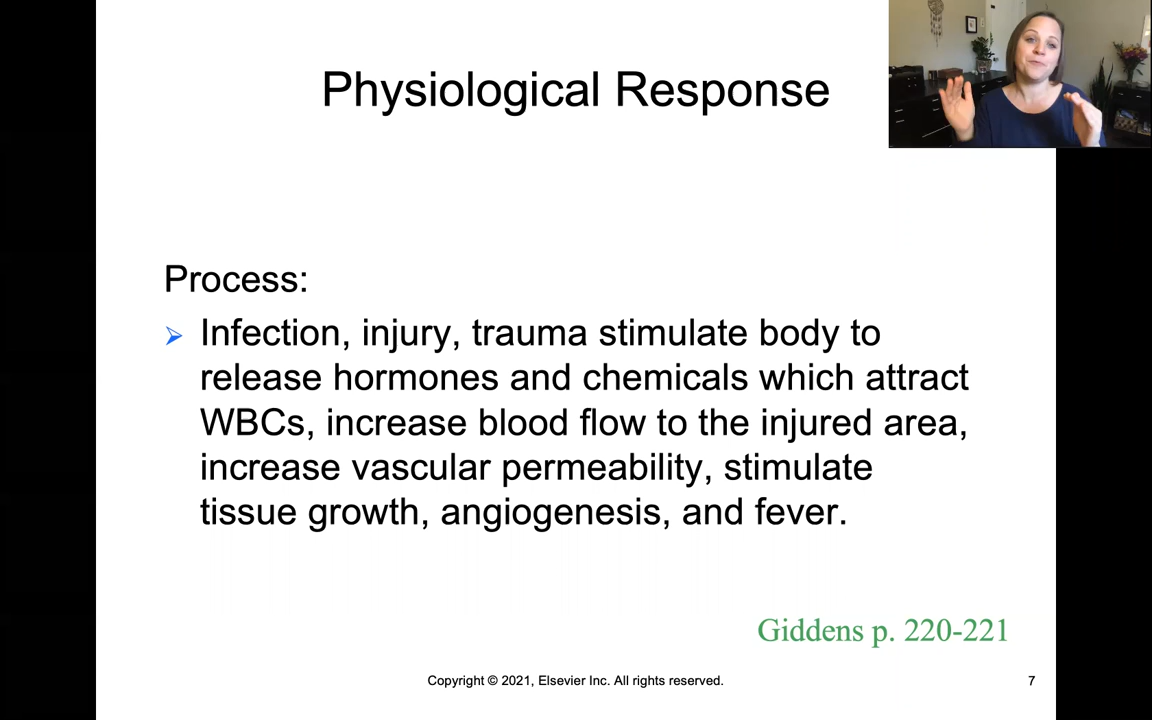 Physiological Response
Process:
Infection, injury, trauma stimulate body to
release hormones and chemicals which attract
WBCs, increase blood flow to the injured area,
increase vascular permeability, stimulate
tissue growth, angiogenesis, and fever.
Giddens p. 220-221
Copyright © 2021, Elsevier Inc. All rights reserved.
7